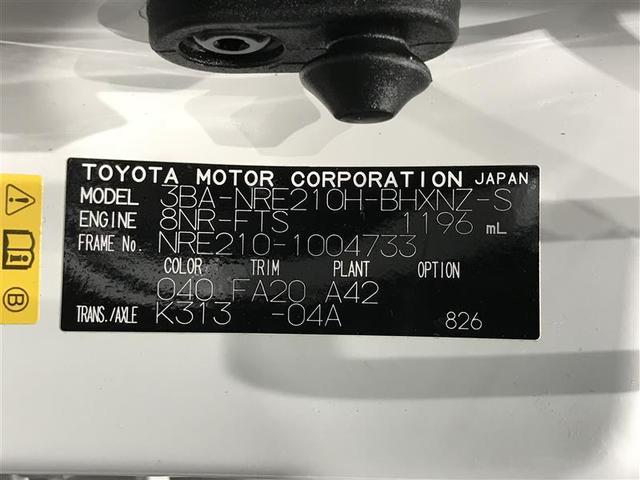 TOYOTA MOTOR CORPORATION JAPAN
MODEL 3BA-NRE210H-BHXNZ-S
ENGINE 8NR-FTS 1196 mL
FRAME No. NRE210-1004733
COLOR TRIM PLANT OPTION
040 FA20 A42
TRANS./AXLE K313 -04A 826
B